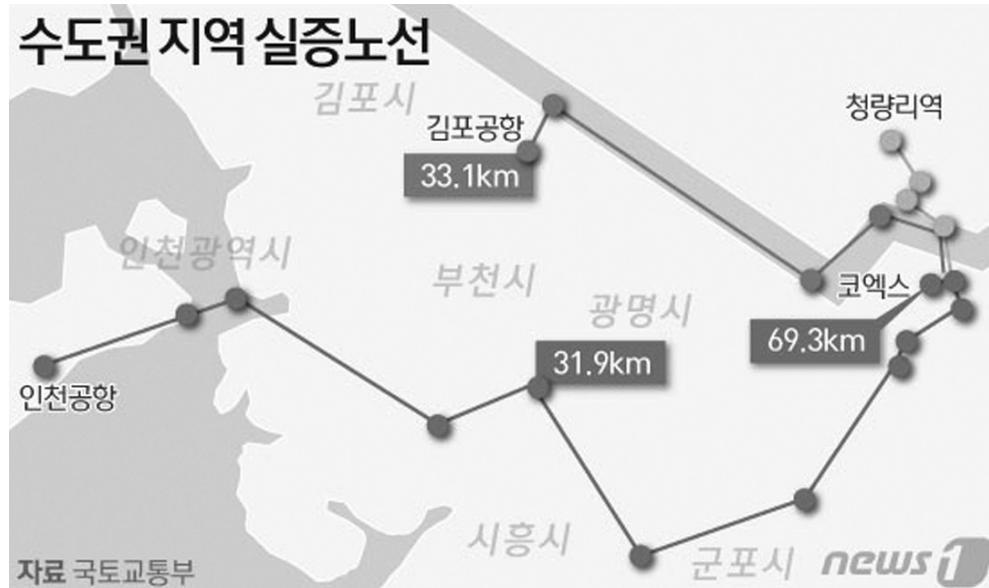 수도권 지역 실증노선
김포시
김포공항
33.1km
청량리역
인천광역시
부천시
광명시
코엑스
69.3km
31.9km
인천공항
시흥시
군포시
자료 국토교통부
news1